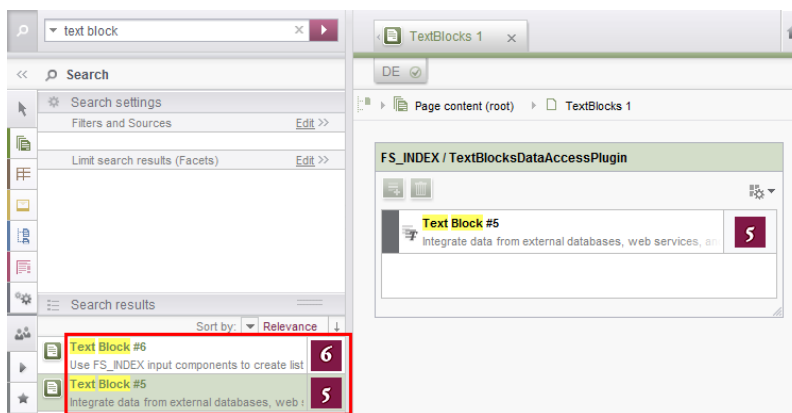 text block
TextBlocks 1
Search
DE
Search settings
Page content (root)
TextBlocks 1
Filters and Sources
Edit >>
Limit search results (Facets)
Edit >>
FS_INDEX / TextBlocksDataAccessPlugin
Text Block #5
Integrate data from external databases, web services, an
5
Search results
Sort by:
Relevance
Text Block #6
Use FS_INDEX input components to create list
6
Text Block #5
Integrate data from external databases, web s
5